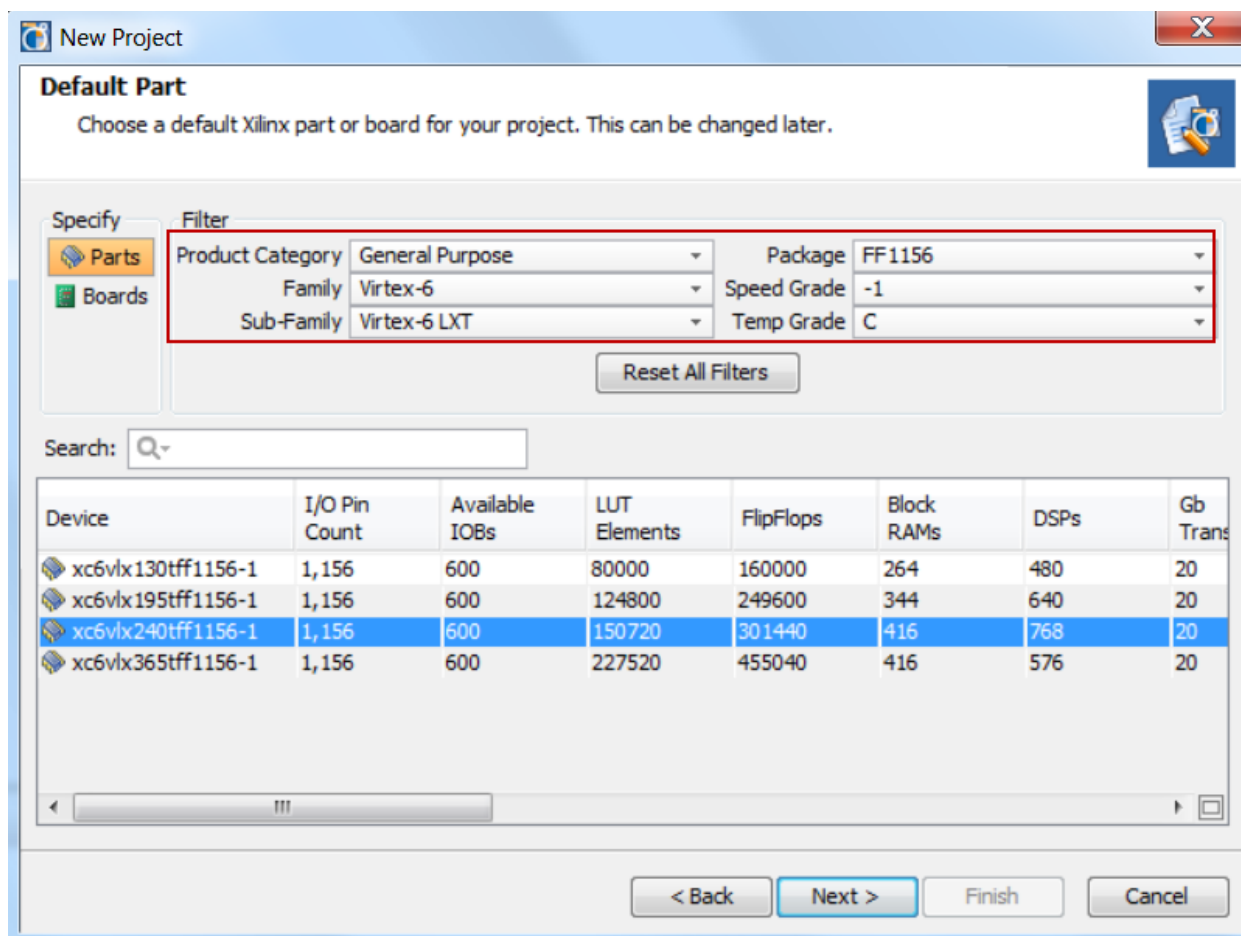 New Project
Default Part
Choose a default Xilinx part or board for your project. This can be changed later.
Specify
Filter
Parts
Boards
Product Category General Purpose Package FF1156
Family Virtex-6 Speed Grade -1
Sub-Family Virtex-6 LXT Temp Grade C
Reset All Filters
Search:
Device I/O Pin Count Available IOBs LUT Elements FlipFlops Block RAMs DSPs Gb Trans
xc6vlx130tff1156-1 1,156 600 80000 160000 264 480 20
xc6vlx195tff1156-1 1,156 600 124800 249600 344 640 20
xc6vlx240tff1156-1 1,156 600 150720 301440 416 768 20
xc6vlx365tff1156-1 1,156 600 227520 455040 416 576 20
< Back Next > Finish Cancel